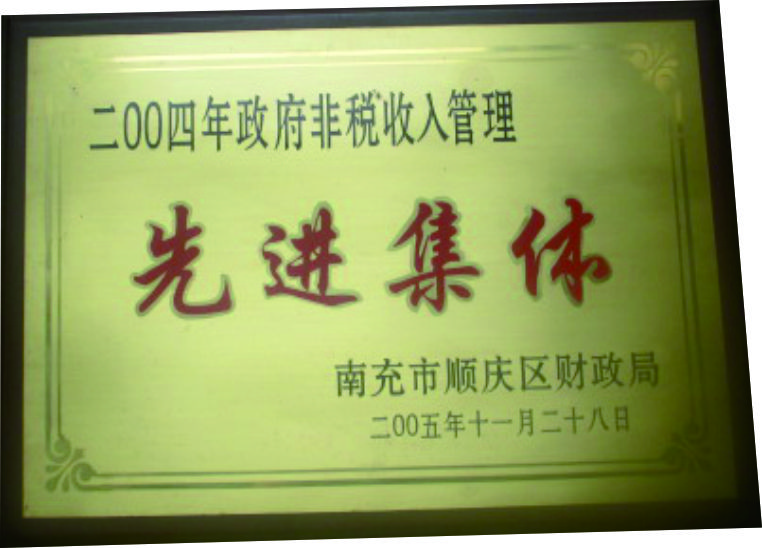 二00四年政府非税收入管理
先进集体
南充市顺庆区财政局
二00五年十一月二十八日